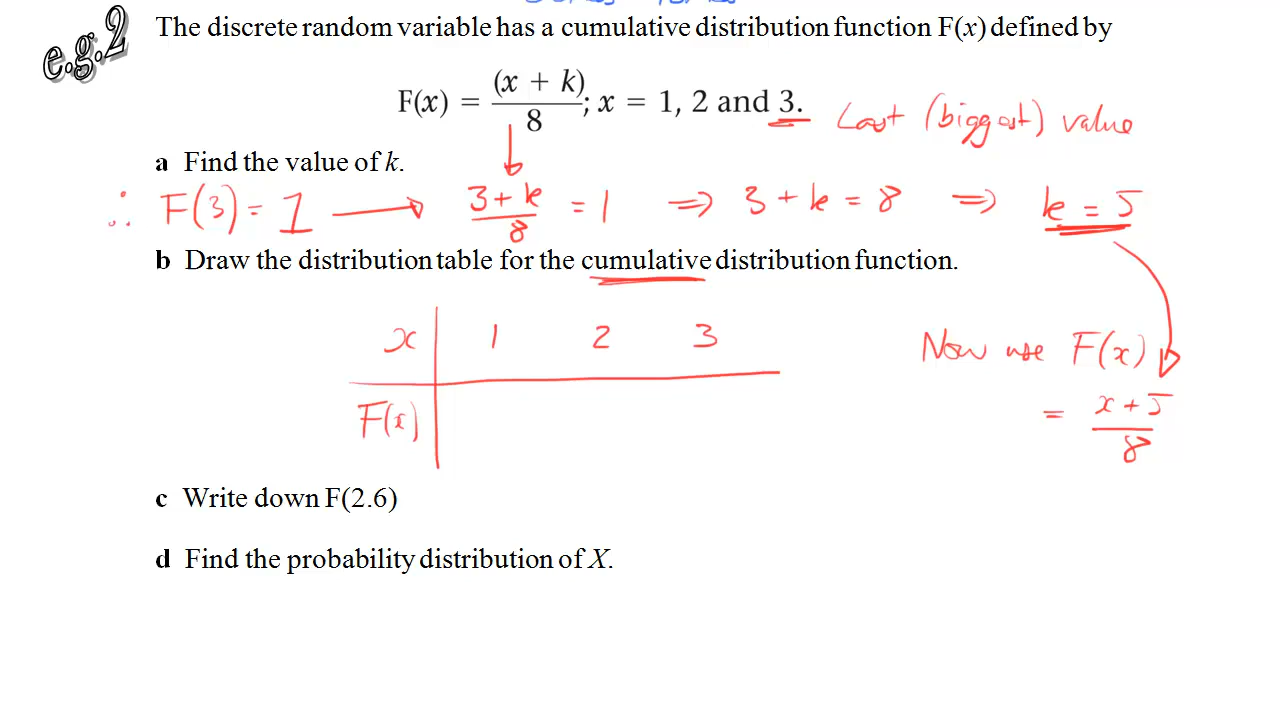 e.g.2
The discrete random variable has a cumulative distribution function F(x) defined by
F(x) = (x + k)/8 ; x = 1, 2 and 3. Last (biggest) value
a Find the value of k.
∴ F(3) = 1 ⟶ (3 + k)/8 = 1 ⟹ 3 + k = 8 ⟹ k = 5
b Draw the distribution table for the cumulative distribution function.
x 1 2 3
Now use F(x)
F(x)
= (x + 5)/8
c Write down F(2.6)
d Find the probability distribution of X.